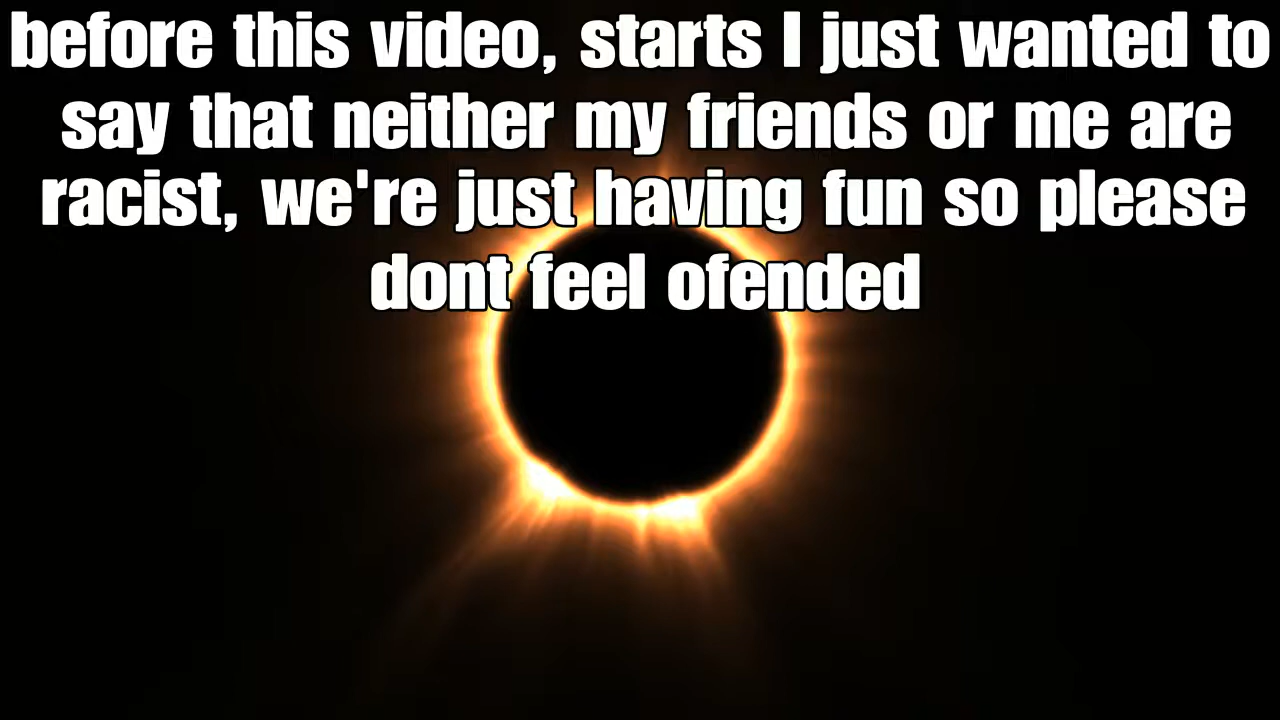 before this video, starts I just wanted to
say that neither my friends or me are
racist, we're just having fun so please
dont feel ofended